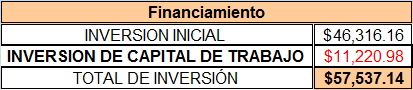 Financiamiento
INVERSION INICIAL $46,316.16
INVERSION DE CAPITAL DE TRABAJO $11,220.98
TOTAL DE INVERSIÓN $57,537.14